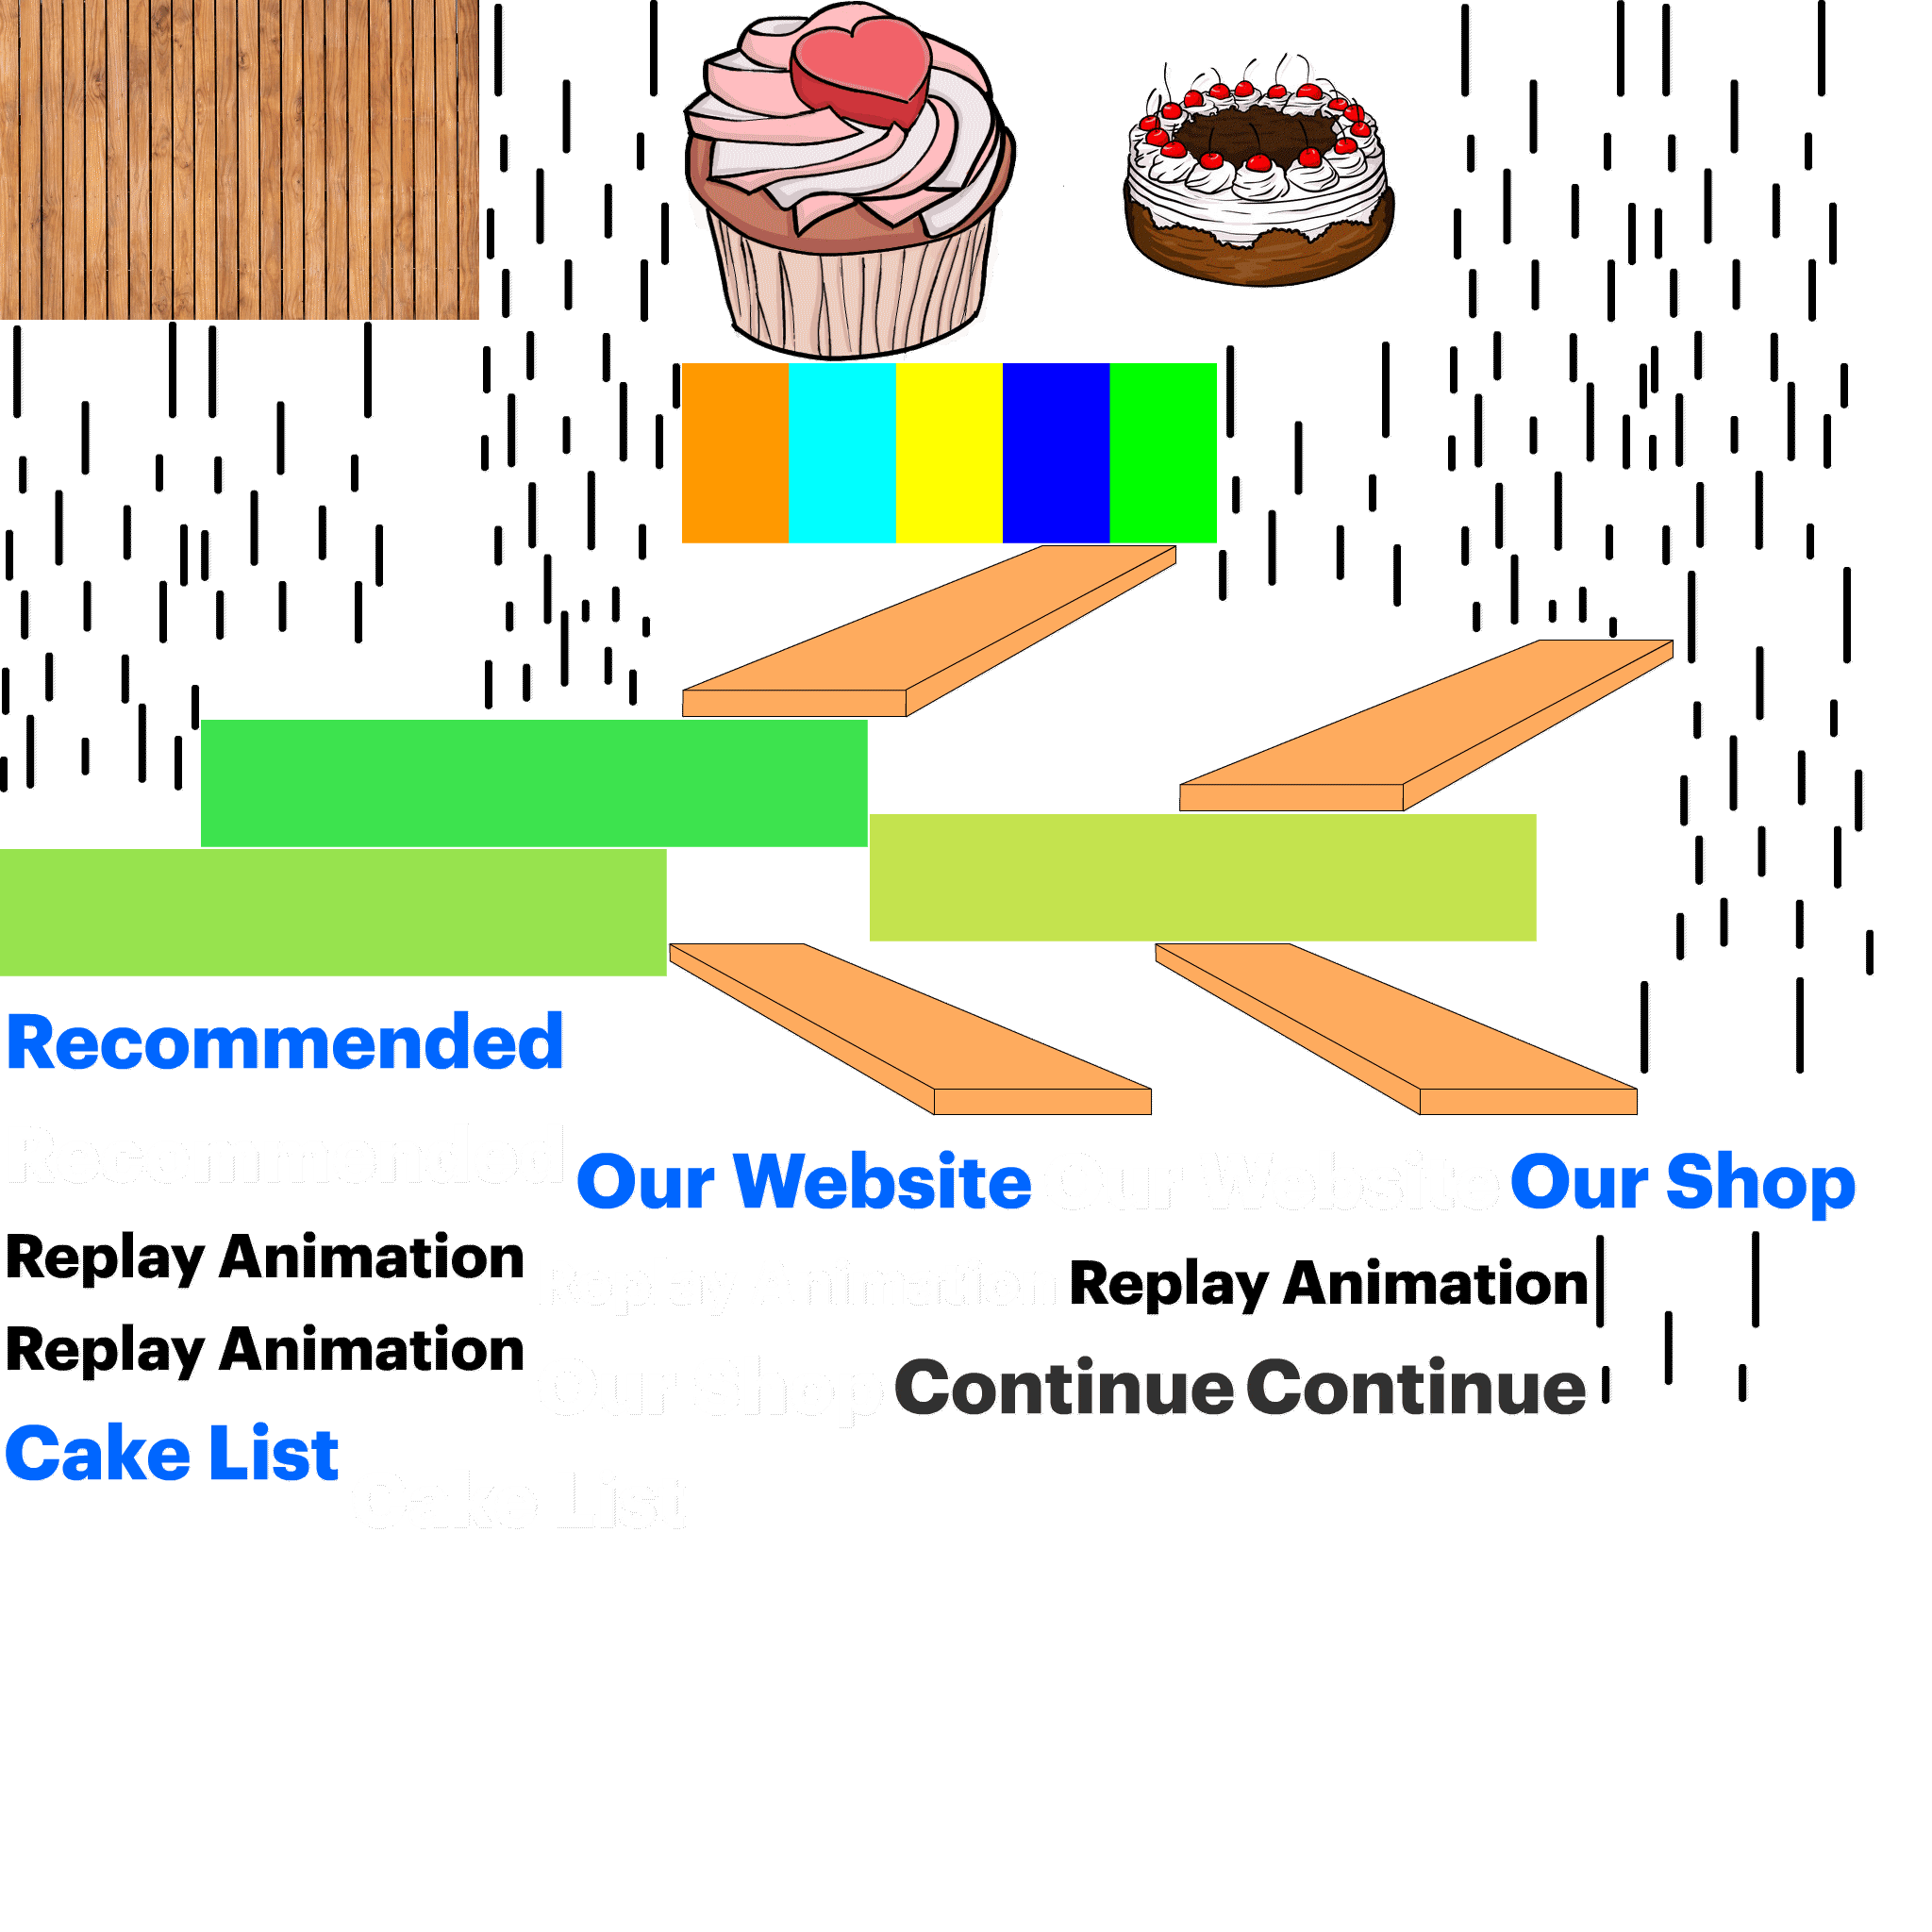 Recommended
Recommended
Our Website Our Website Our Shop
Replay Animation
Replay Animation Replay Animation
Replay Animation
Our Shop Continue Continue
Cake List
Cake List